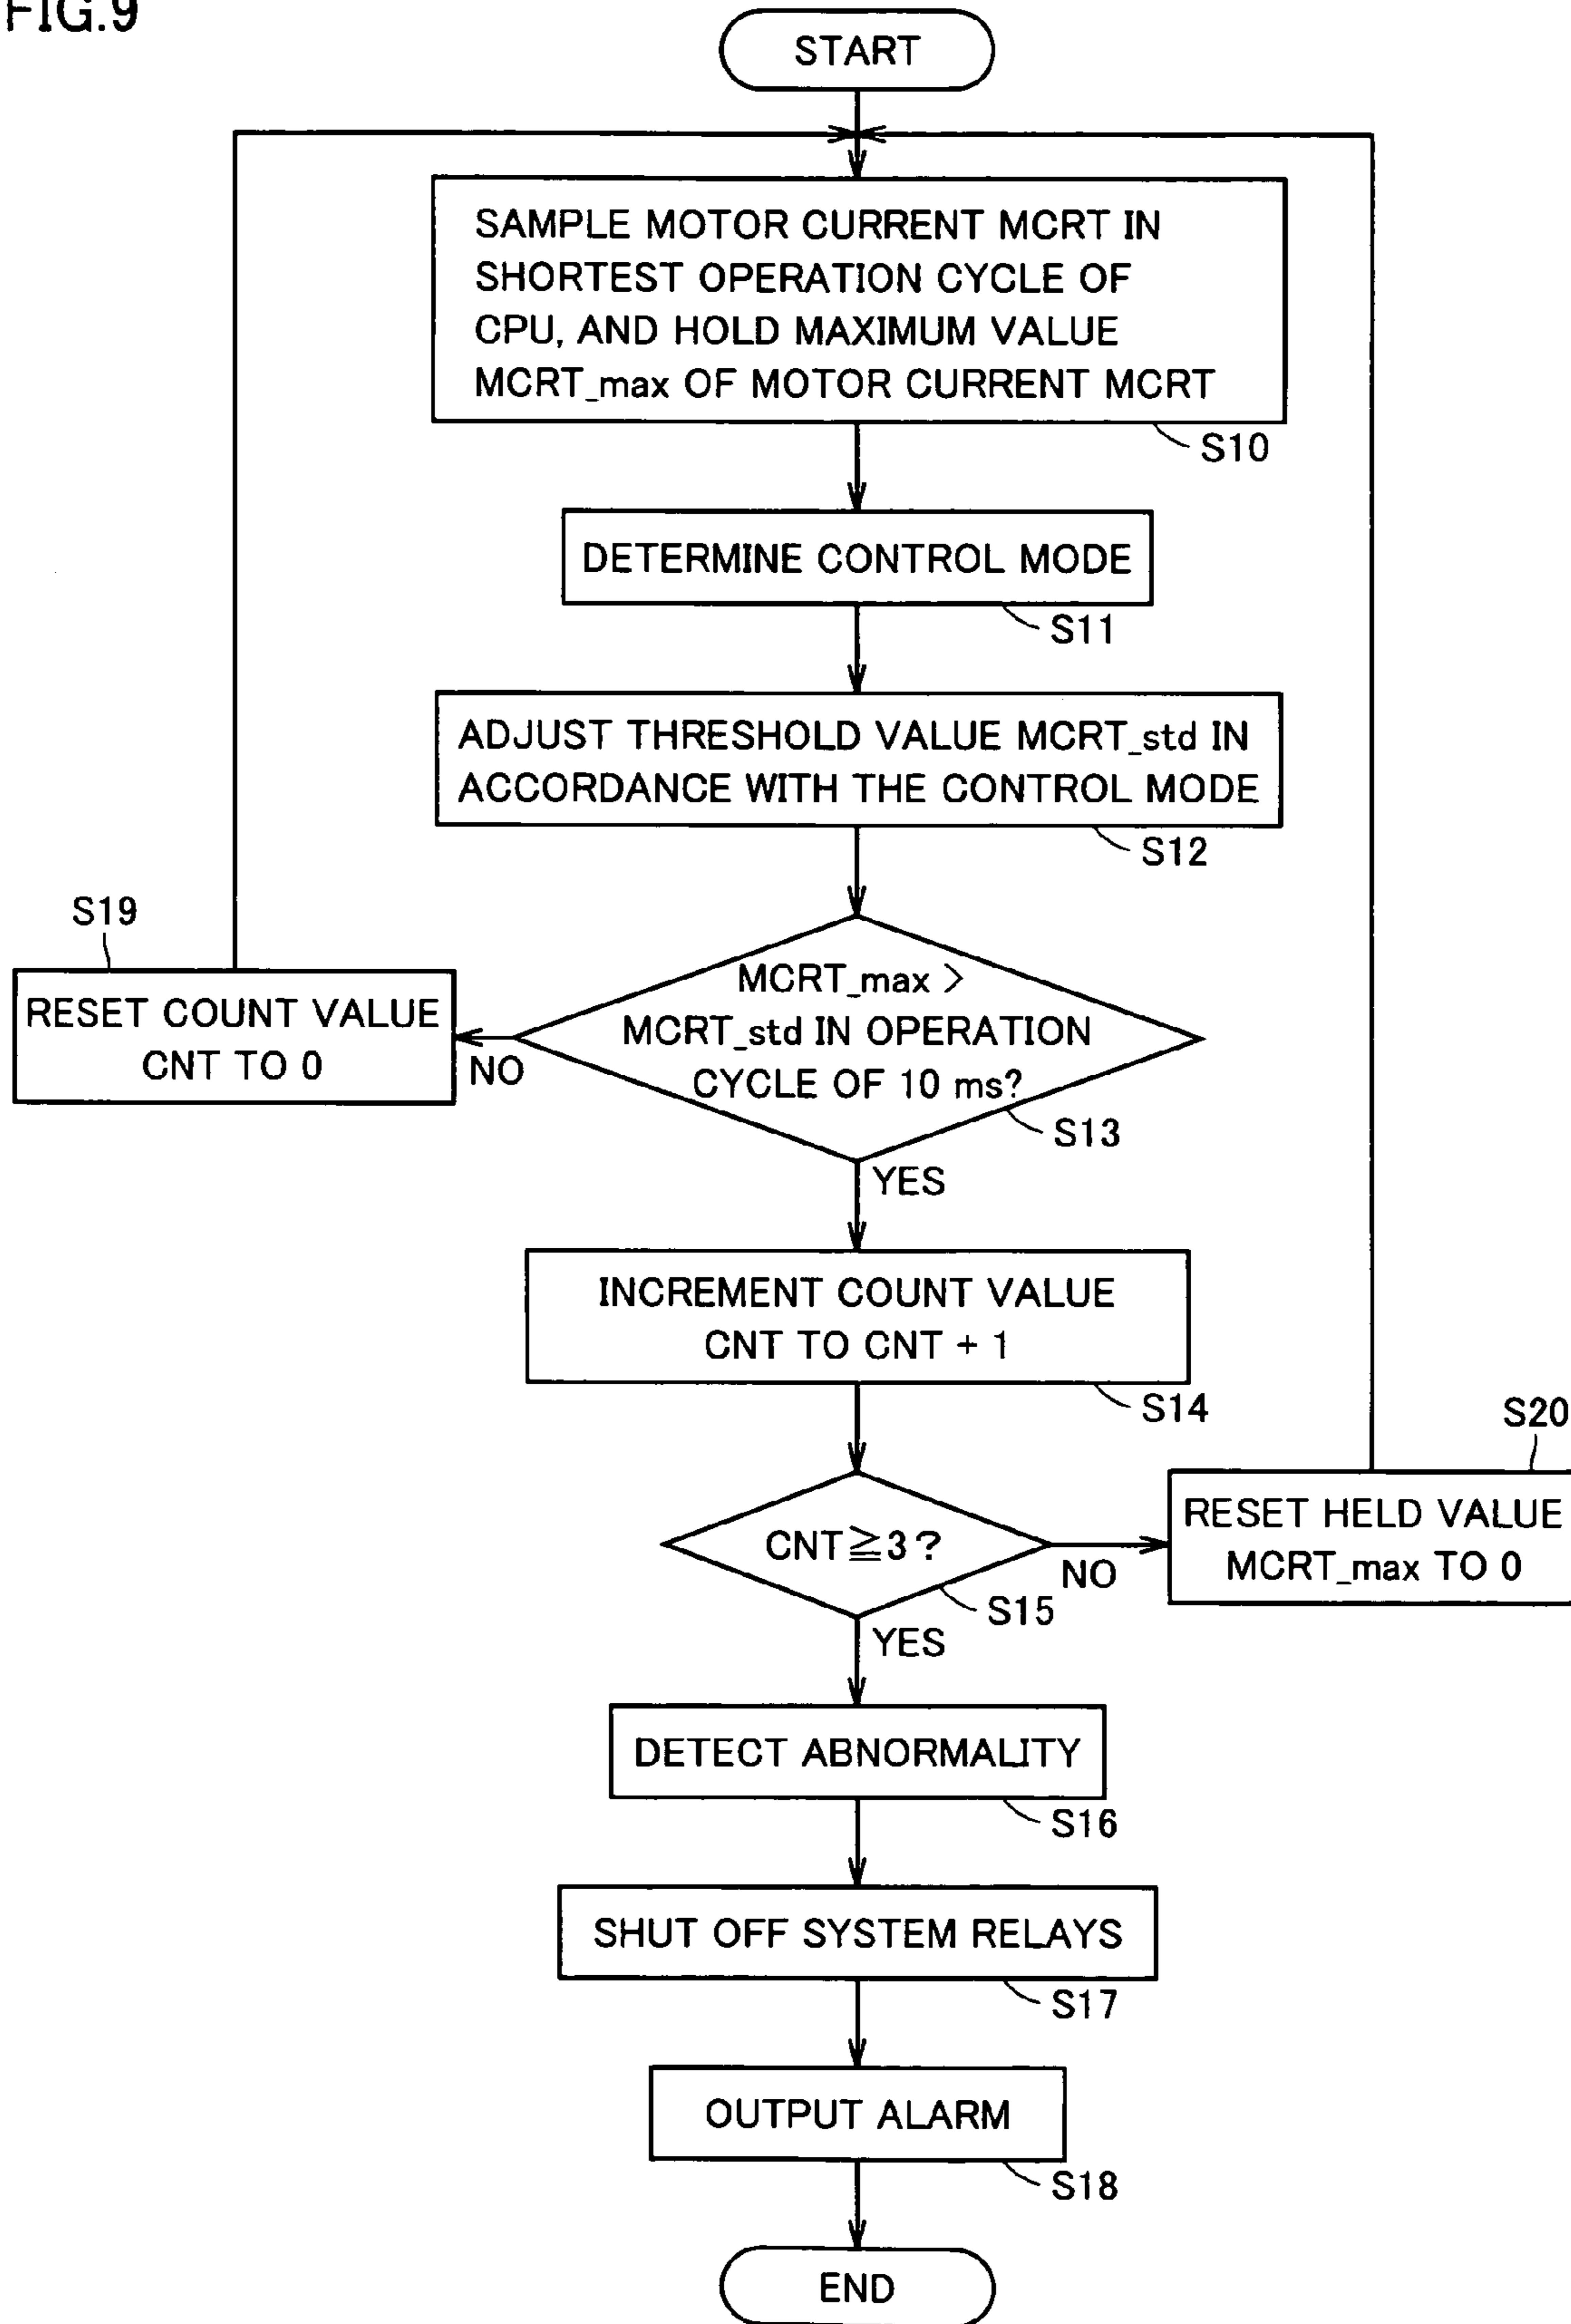 FIG.9
START
SAMPLE MOTOR CURRENT MCRT IN
SHORTEST OPERATION CYCLE OF
CPU, AND HOLD MAXIMUM VALUE
MCRT_max OF MOTOR CURRENT MCRT
S10
DETERMINE CONTROL MODE
S11
ADJUST THRESHOLD VALUE MCRT_std IN
ACCORDANCE WITH THE CONTROL MODE
S12
MCRT_max >
MCRT_std IN OPERATION
CYCLE OF 10 ms?
S13
NO
S19
RESET COUNT VALUE
CNT TO 0
YES
INCREMENT COUNT VALUE
CNT TO CNT + 1
S14
CNT≧3?
S15
NO
S20
RESET HELD VALUE
MCRT_max TO 0
YES
DETECT ABNORMALITY
S16
SHUT OFF SYSTEM RELAYS
S17
OUTPUT ALARM
S18
END